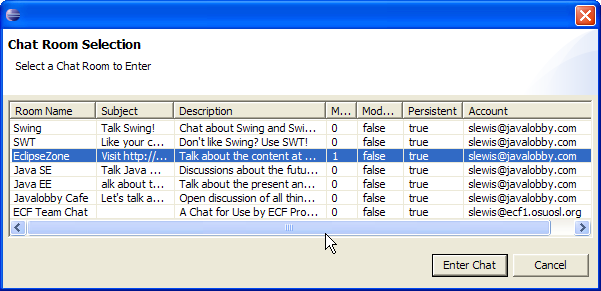 Chat Room Selection
Select a Chat Room to Enter
Room Name Subject Description M... Mod... Persistent Account
Swing Talk Swing! Chat about Swing and Swi... 0 false true slewis@javalobby.com
SWT Like your c... Don't like Swing? Use SWT! 0 false true slewis@javalobby.com
EclipseZone Visit http://... Talk about the content at ... 1 false true slewis@javalobby.com
Java SE Talk Java ... Discussions about the futu... 0 false true slewis@javalobby.com
Java EE alk about t... Talk about the present an... 0 false true slewis@javalobby.com
Javalobby Cafe Let's talk a... Open discussion of all thin... 0 false true slewis@javalobby.com
ECF Team Chat A Chat for Use by ECF Pro... 0 false true slewis@ecf1.osuosl.org
Enter Chat Cancel